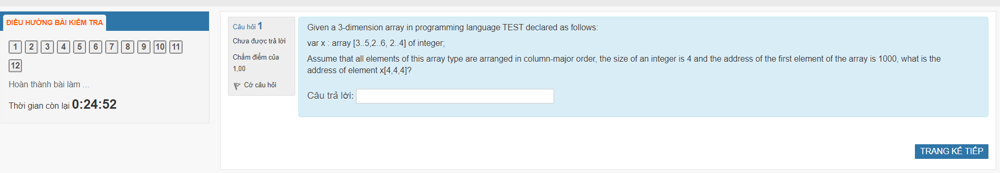 ĐIỀU HƯỚNG BÀI KIỂM TRA
1 2 3 4 5 6 7 8 9 10 11
12
Hoàn thành bài làm ...
Thời gian còn lại 0:24:52
Câu hỏi 1
Chưa được trả lời
Chấm điểm của
1,00
Cờ câu hỏi
Given a 3-dimension array in programming language TEST declared as follows:
var x : array [3..5,2..6, 2..4] of integer;
Assume that all elements of this array type are arranged in column-major order, the size of an integer is 4 and the address of the first element of the array is 1000, what is the
address of element x[4,4,4]?
Câu trả lời:
TRANG KẾ TIẾP